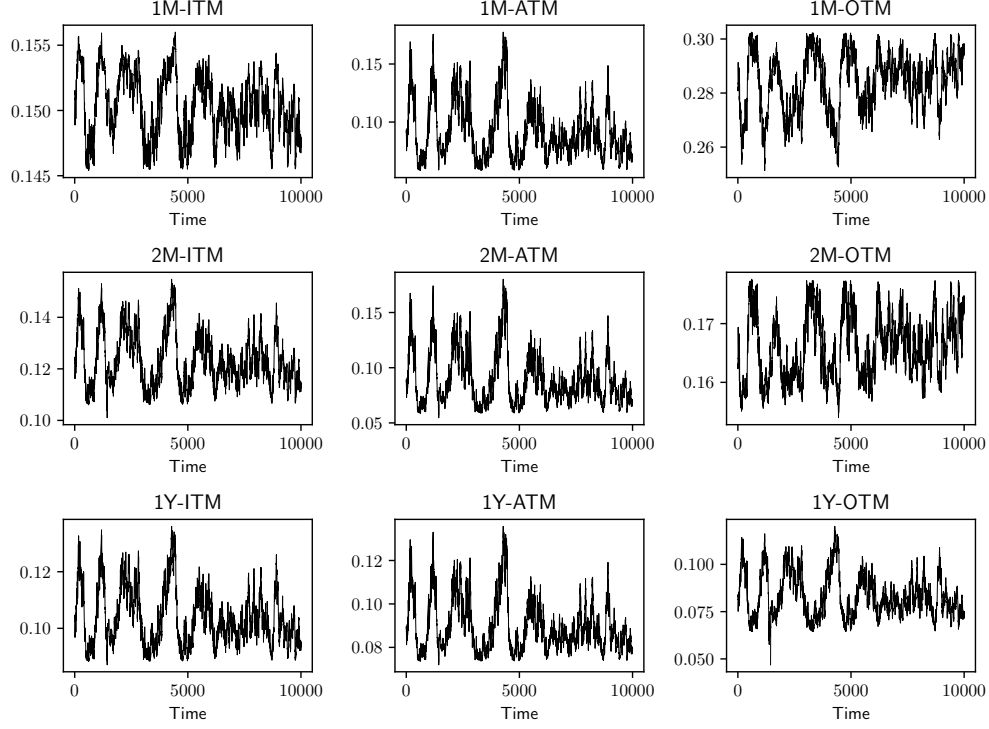 1M-ITM 1M-ATM 1M-OTM
0.155 0.15 0.30
0.150 0.10 0.28
0.145 0.26
0 5000 10000 0 5000 10000 0 5000 10000
Time Time Time
2M-ITM 2M-ATM 2M-OTM
0.14 0.15 0.17
0.12 0.10 0.16
0.10 0.05
0 5000 10000 0 5000 10000 0 5000 10000
Time Time Time
1Y-ITM 1Y-ATM 1Y-OTM
0.12 0.12 0.100
0.10 0.10 0.075
0.08 0.050
0 5000 10000 0 5000 10000 0 5000 10000
Time Time Time